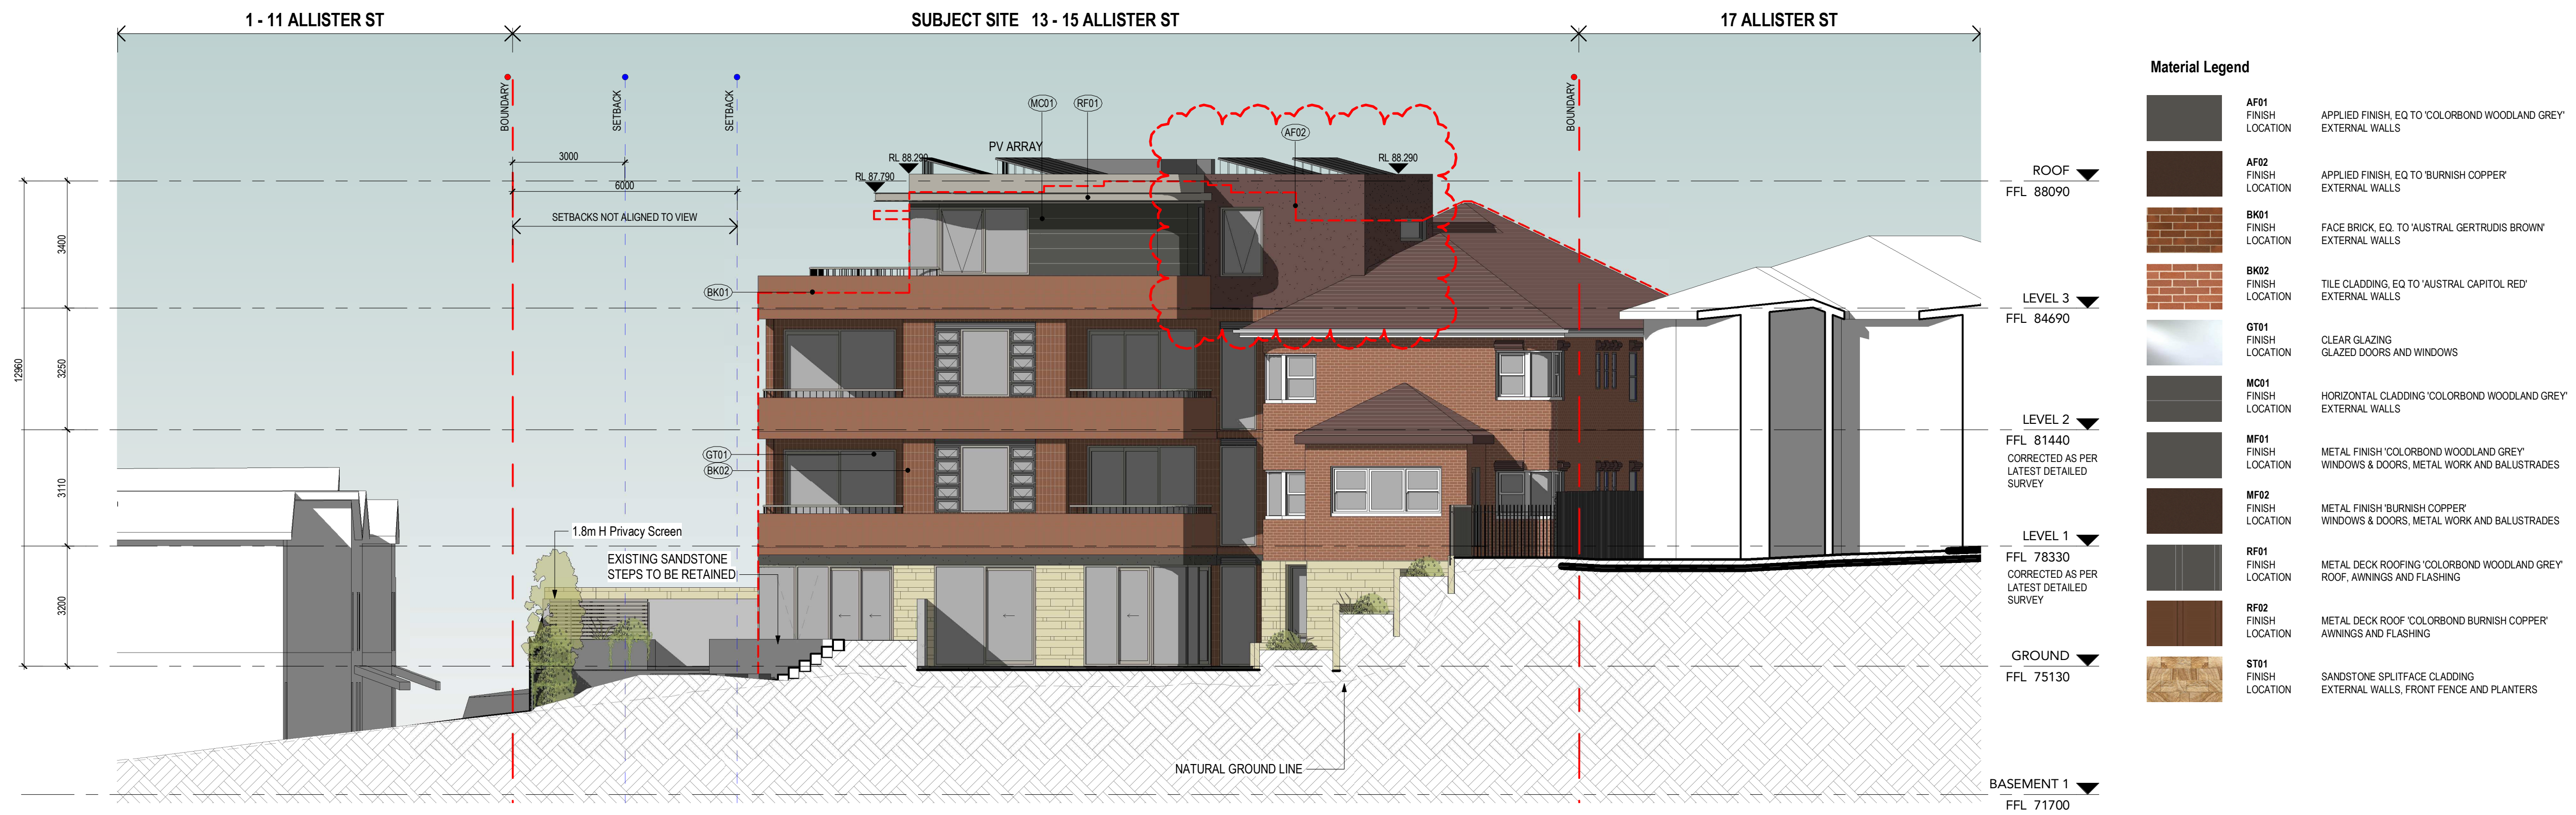 1 - 11 ALLISTER ST
SUBJECT SITE 13 - 15 ALLISTER ST
17 ALLISTER ST
BOUNDARY
SETBACK
SETBACK
BOUNDARY
3000
6000
SETBACKS NOT ALIGNED TO VIEW
MC01
RF01
AF02
PV ARRAY
RL 88.290
RL 88.290
RL 87.790
BK01
GT01
BK02
1.8m H Privacy Screen
EXISTING SANDSTONE
STEPS TO BE RETAINED
NATURAL GROUND LINE
12960
3400
3250
3110
3200
ROOF
FFL 88090
LEVEL 3
FFL 84690
LEVEL 2
FFL 81440
CORRECTED AS PER
LATEST DETAILED
SURVEY
LEVEL 1
FFL 78330
CORRECTED AS PER
LATEST DETAILED
SURVEY
GROUND
FFL 75130
BASEMENT 1
FFL 71700
Material Legend
AF01
FINISH APPLIED FINISH, EQ TO 'COLORBOND WOODLAND GREY'
LOCATION EXTERNAL WALLS
AF02
FINISH APPLIED FINISH, EQ TO 'BURNISH COPPER'
LOCATION EXTERNAL WALLS
BK01
FINISH FACE BRICK, EQ. TO 'AUSTRAL GERTRUDIS BROWN'
LOCATION EXTERNAL WALLS
BK02
FINISH TILE CLADDING, EQ TO 'AUSTRAL CAPITOL RED'
LOCATION EXTERNAL WALLS
GT01
FINISH CLEAR GLAZING
LOCATION GLAZED DOORS AND WINDOWS
MC01
FINISH HORIZONTAL CLADDING 'COLORBOND WOODLAND GREY'
LOCATION EXTERNAL WALLS
MF01
FINISH METAL FINISH 'COLORBOND WOODLAND GREY'
LOCATION WINDOWS & DOORS, METAL WORK AND BALUSTRADES
MF02
FINISH METAL FINISH 'BURNISH COPPER'
LOCATION WINDOWS & DOORS, METAL WORK AND BALUSTRADES
RF01
FINISH METAL DECK ROOFING 'COLORBOND WOODLAND GREY'
LOCATION ROOF, AWNINGS AND FLASHING
RF02
FINISH METAL DECK ROOF 'COLORBOND BURNISH COPPER'
LOCATION AWNINGS AND FLASHING
ST01
FINISH SANDSTONE SPLITFACE CLADDING
LOCATION EXTERNAL WALLS, FRONT FENCE AND PLANTERS